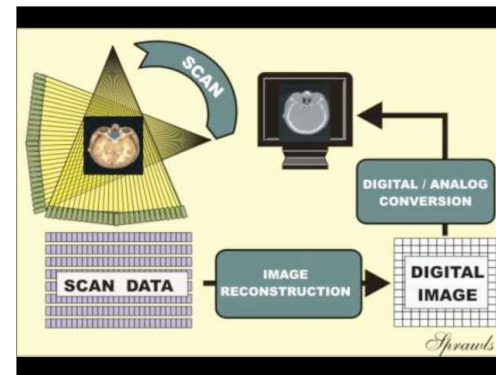 SCAN
DIGITAL / ANALOG
CONVERSION
SCAN DATA
IMAGE
RECONSTRUCTION
DIGITAL
IMAGE
Sprawls